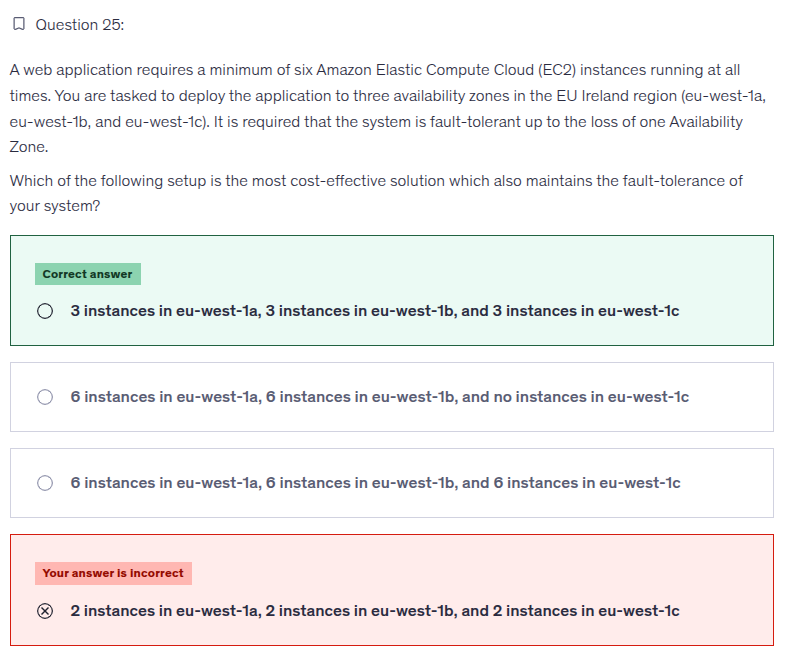 Question 25:
A web application requires a minimum of six Amazon Elastic Compute Cloud (EC2) instances running at all
times. You are tasked to deploy the application to three availability zones in the EU Ireland region (eu-west-1a,
eu-west-1b, and eu-west-1c). It is required that the system is fault-tolerant up to the loss of one Availability
Zone.
Which of the following setup is the most cost-effective solution which also maintains the fault-tolerance of
your system?
Correct answer
3 instances in eu-west-1a, 3 instances in eu-west-1b, and 3 instances in eu-west-1c
6 instances in eu-west-1a, 6 instances in eu-west-1b, and no instances in eu-west-1c
6 instances in eu-west-1a, 6 instances in eu-west-1b, and 6 instances in eu-west-1c
Your answer is incorrect
2 instances in eu-west-1a, 2 instances in eu-west-1b, and 2 instances in eu-west-1c